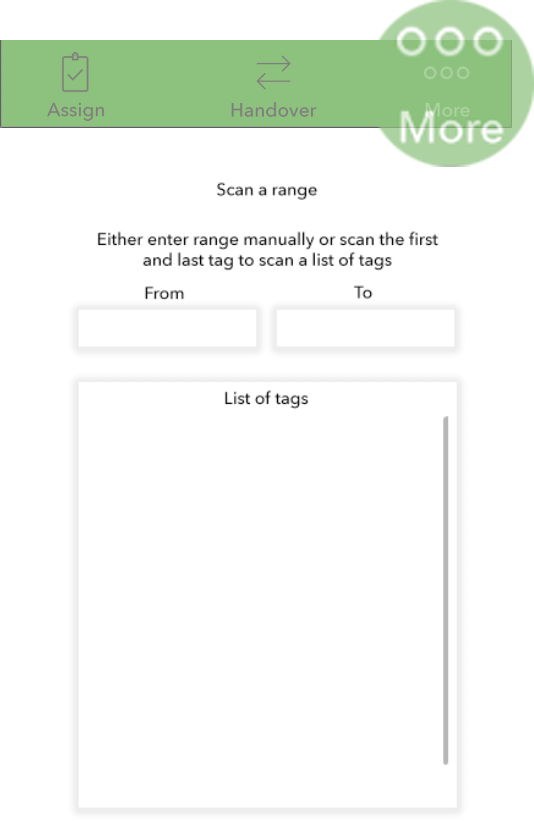 Assign
Handover
More
More
Scan a range
Either enter range manually or scan the first
and last tag to scan a list of tags
From
To
List of tags